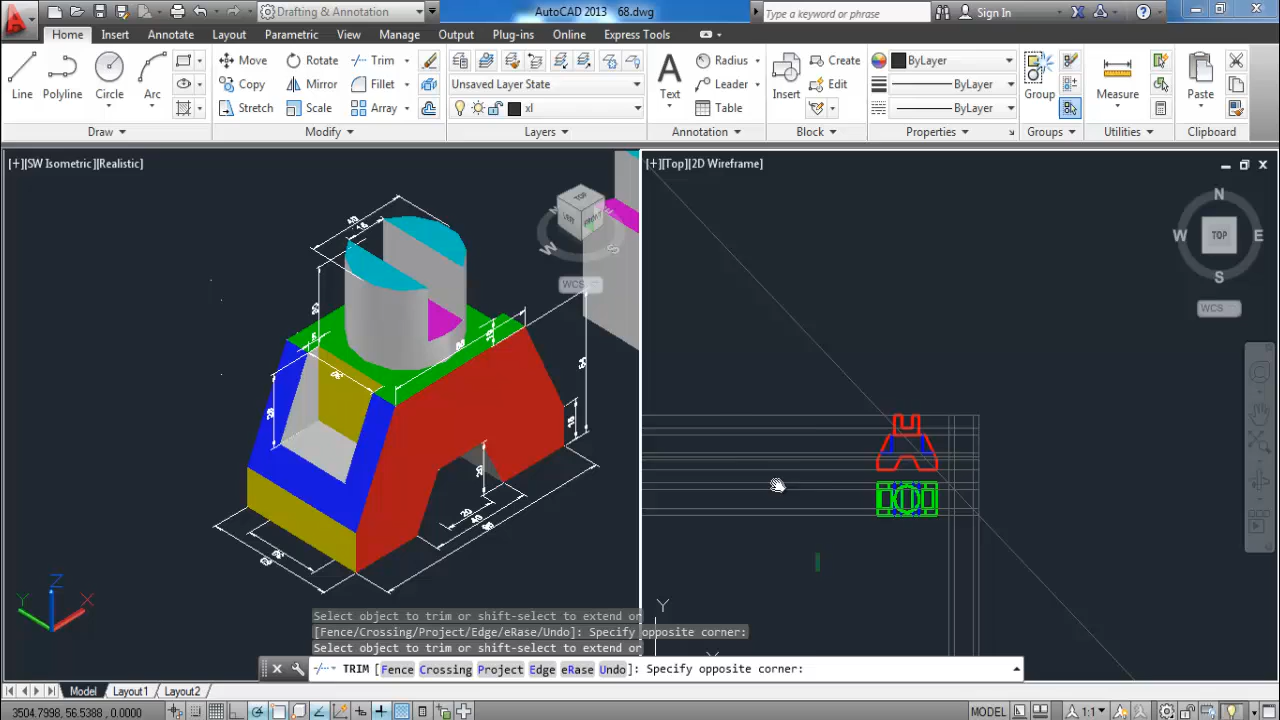 Drafting & Annotation
AutoCAD 2013 68.dwg
Type a keyword or phrase
Sign In
Home Insert Annotate Layout Parametric View Manage Output Plug-ins Online Express Tools
Line Polyline Circle Arc
Move Rotate Trim
Copy Mirror Fillet
Stretch Scale Array
Unsaved Layer State
xl
Text
Radius
Leader
Table
Insert
Create
Edit
ByLayer
ByLayer
ByLayer
Group
Measure
Paste
Draw Modify Layers Annotation Block Properties Groups Utilities Clipboard
[+][SW Isometric][Realistic]
[+][Top][2D Wireframe]
TOP
LEFT
FRONT
W
S
WCS
N
W
TOP
E
S
WCS
Z
Y
X
Y
Select object to trim or shift-select to extend or
[Fence/Crossing/Project/Edge/eRase/Undo]: Specify opposite corner:
Select object to trim or shift-select to extend or
TRIM [Fence Crossing Project Edge eRase Undo]: Specify opposite corner:
Model Layout1 Layout2
3504.7998, 56.5388, 0.0000
MODEL
1:1